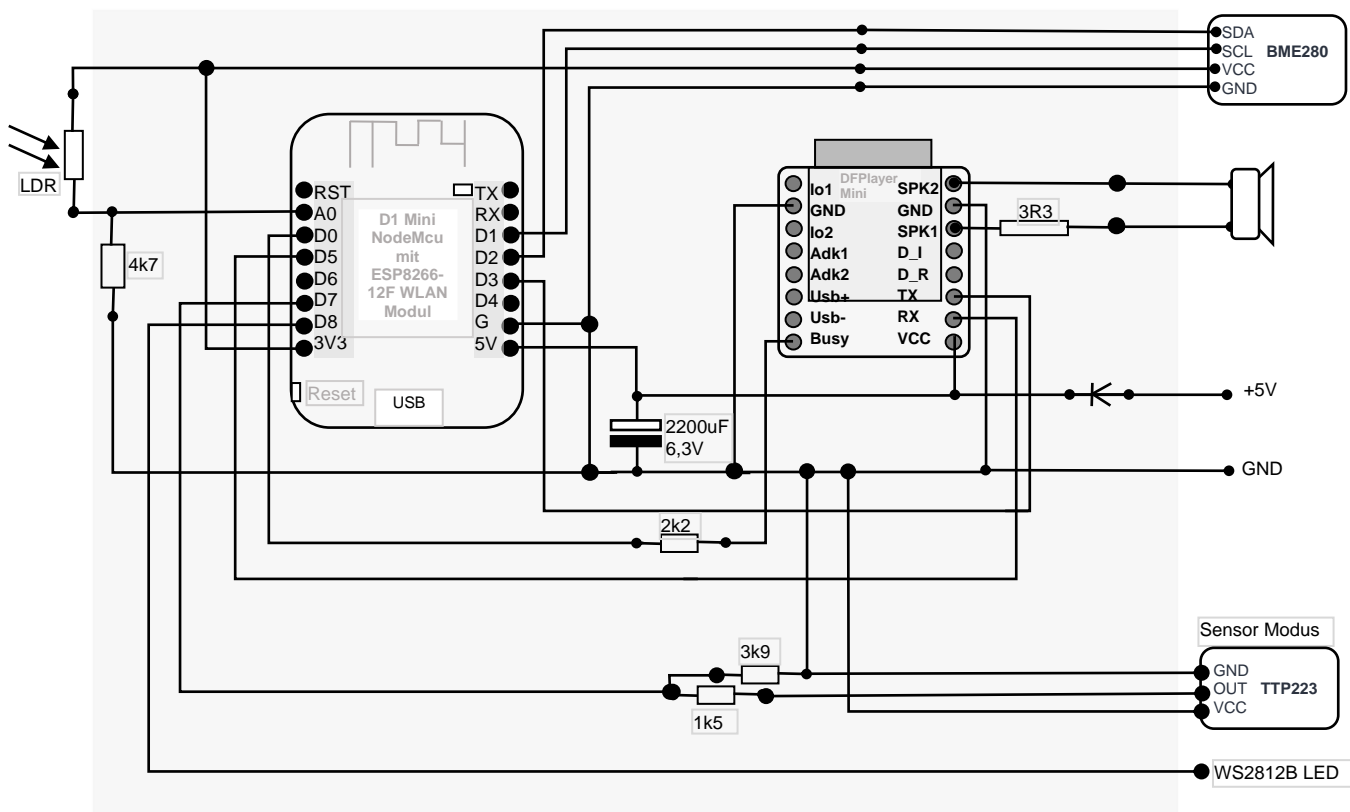 SDA
SCL
BME280
VCC
GND
LDR
4k7
RST
A0
D0
D5
D6
D7
D8
3V3
TX
RX
D1
D2
D3
D4
G
5V
D1 Mini
NodeMcu
mit
ESP8266-
12F WLAN
Modul
Reset
USB
DFPlayer
Mini
Io1
GND
Io2
Adk1
Adk2
Usb+
Usb-
Busy
SPK2
GND
SPK1
D_I
D_R
TX
RX
VCC
3R3
+5V
2200uF
6,3V
GND
2k2
3k9
1k5
Sensor Modus
GND
OUT
TTP223
VCC
WS2812B LED